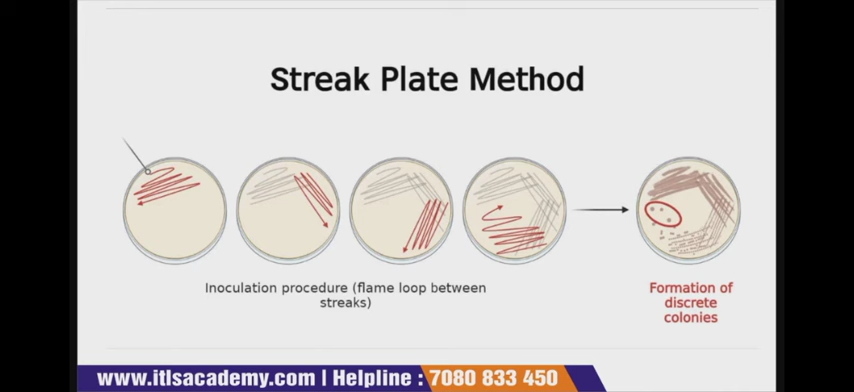 Streak Plate Method
Inoculation procedure (flame loop between
streaks)
Formation of
discrete
colonies
www.itlsacademy.com | Helpline : 7080 833 450